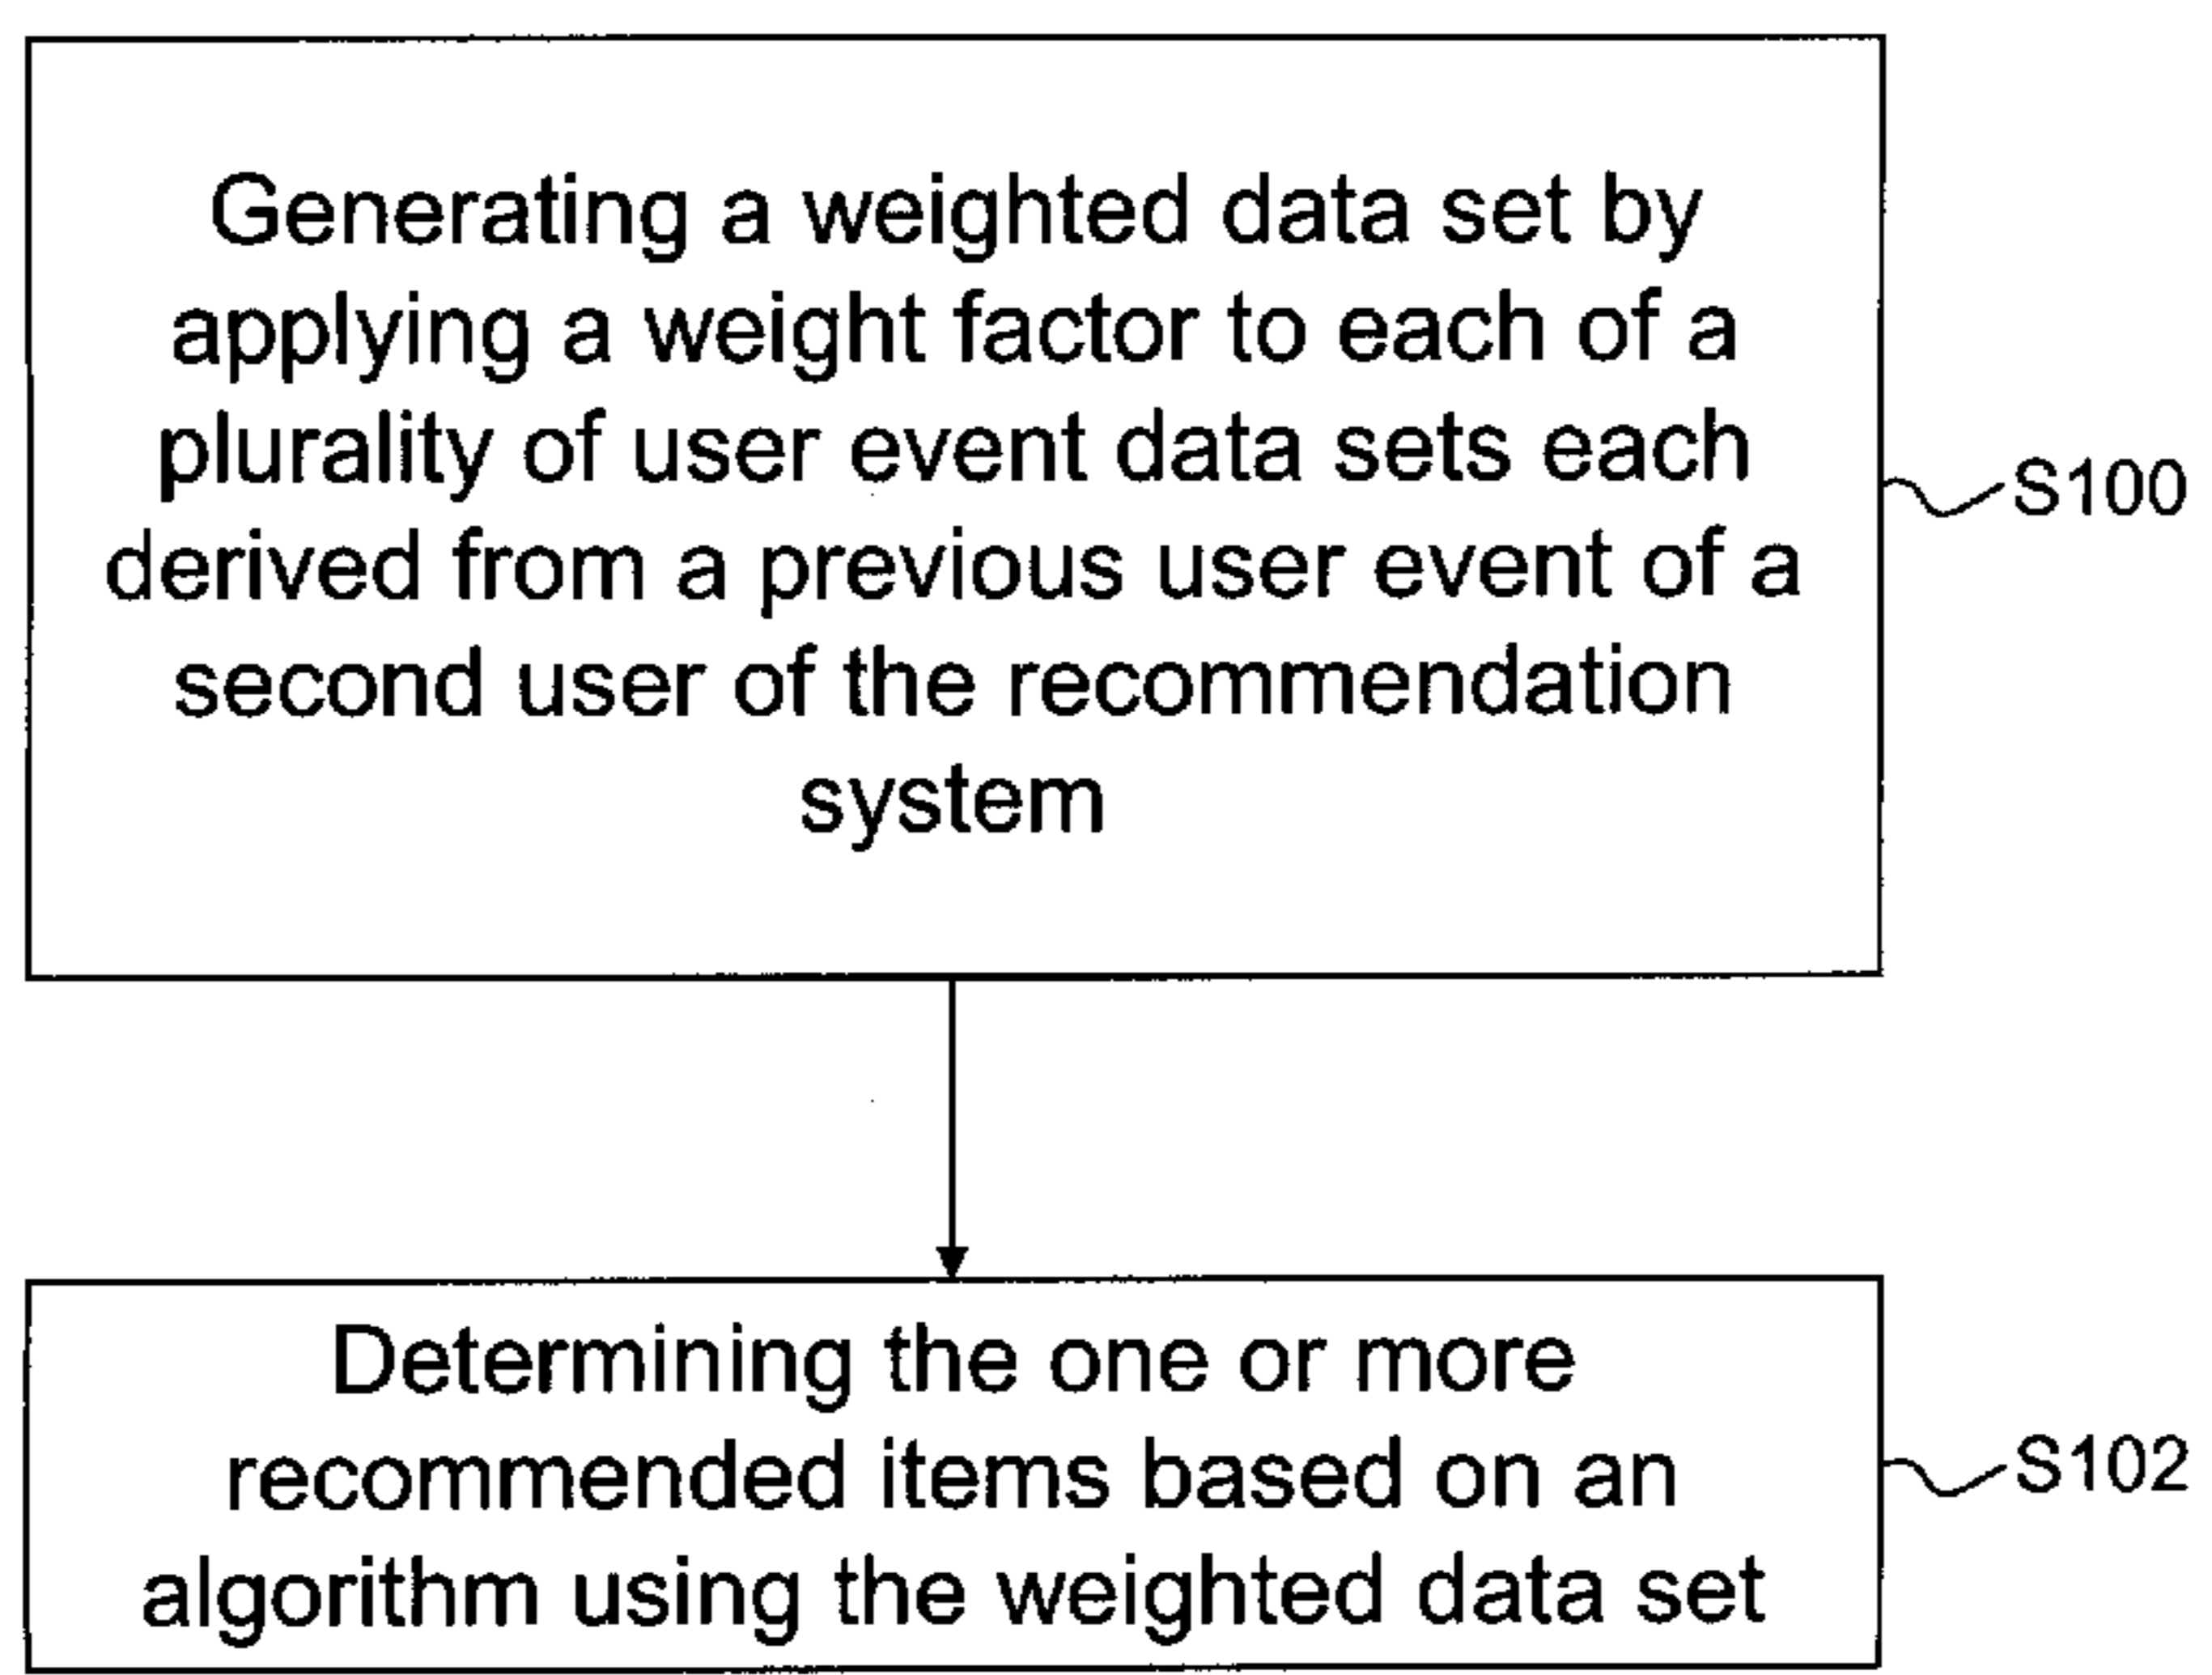 Generating a weighted data set by
applying a weight factor to each of a
plurality of user event data sets each
derived from a previous user event of a
second user of the recommendation
system
S100
Determining the one or more
recommended items based on an
algorithm using the weighted data set
S102